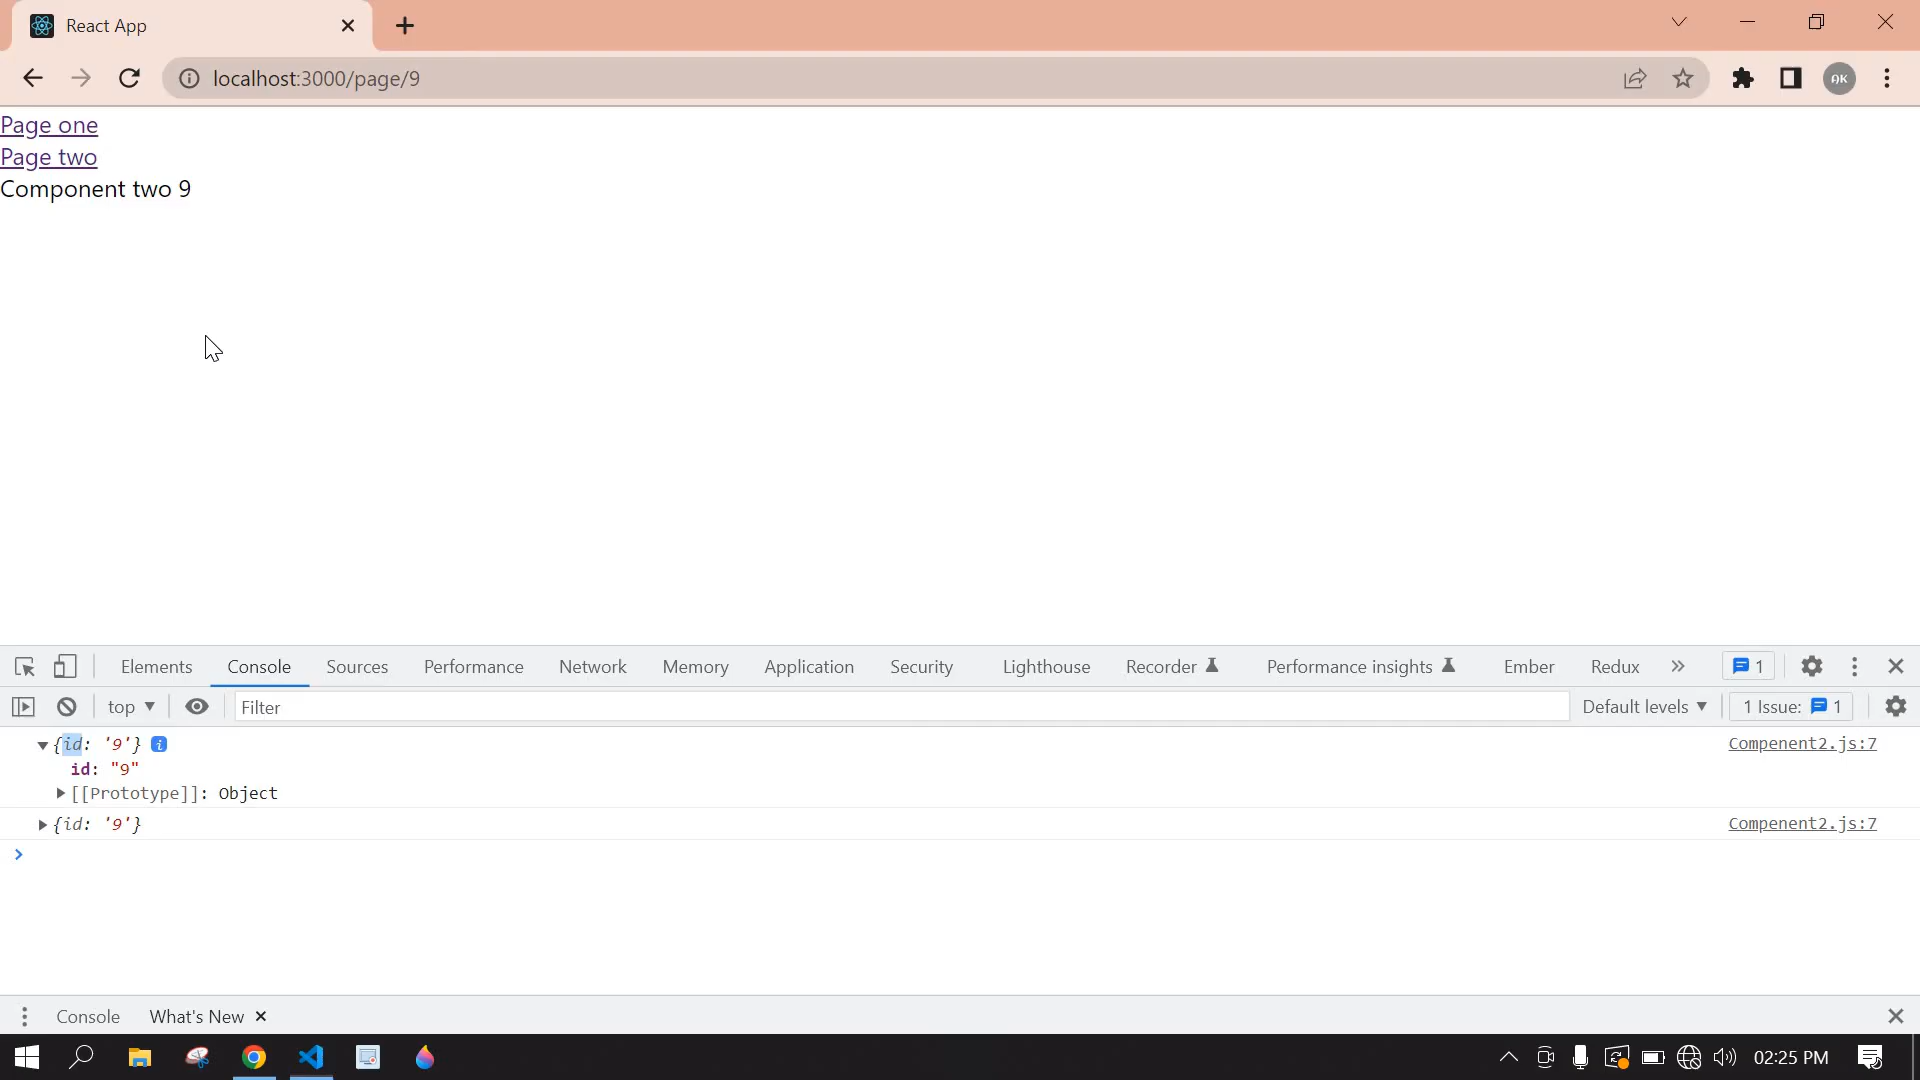 React App
localhost:3000/page/9
AK
Page one
Page two
Component two 9
Elements Console Sources Performance Network Memory Application Security Lighthouse Recorder Performance insights Ember Redux » 1
top Filter Default levels 1 Issue: 1
{id: '9'} i Compenent2.js:7
id: "9"
[[Prototype]]: Object
{id: '9'} Compenent2.js:7
Console What's New
02:25 PM